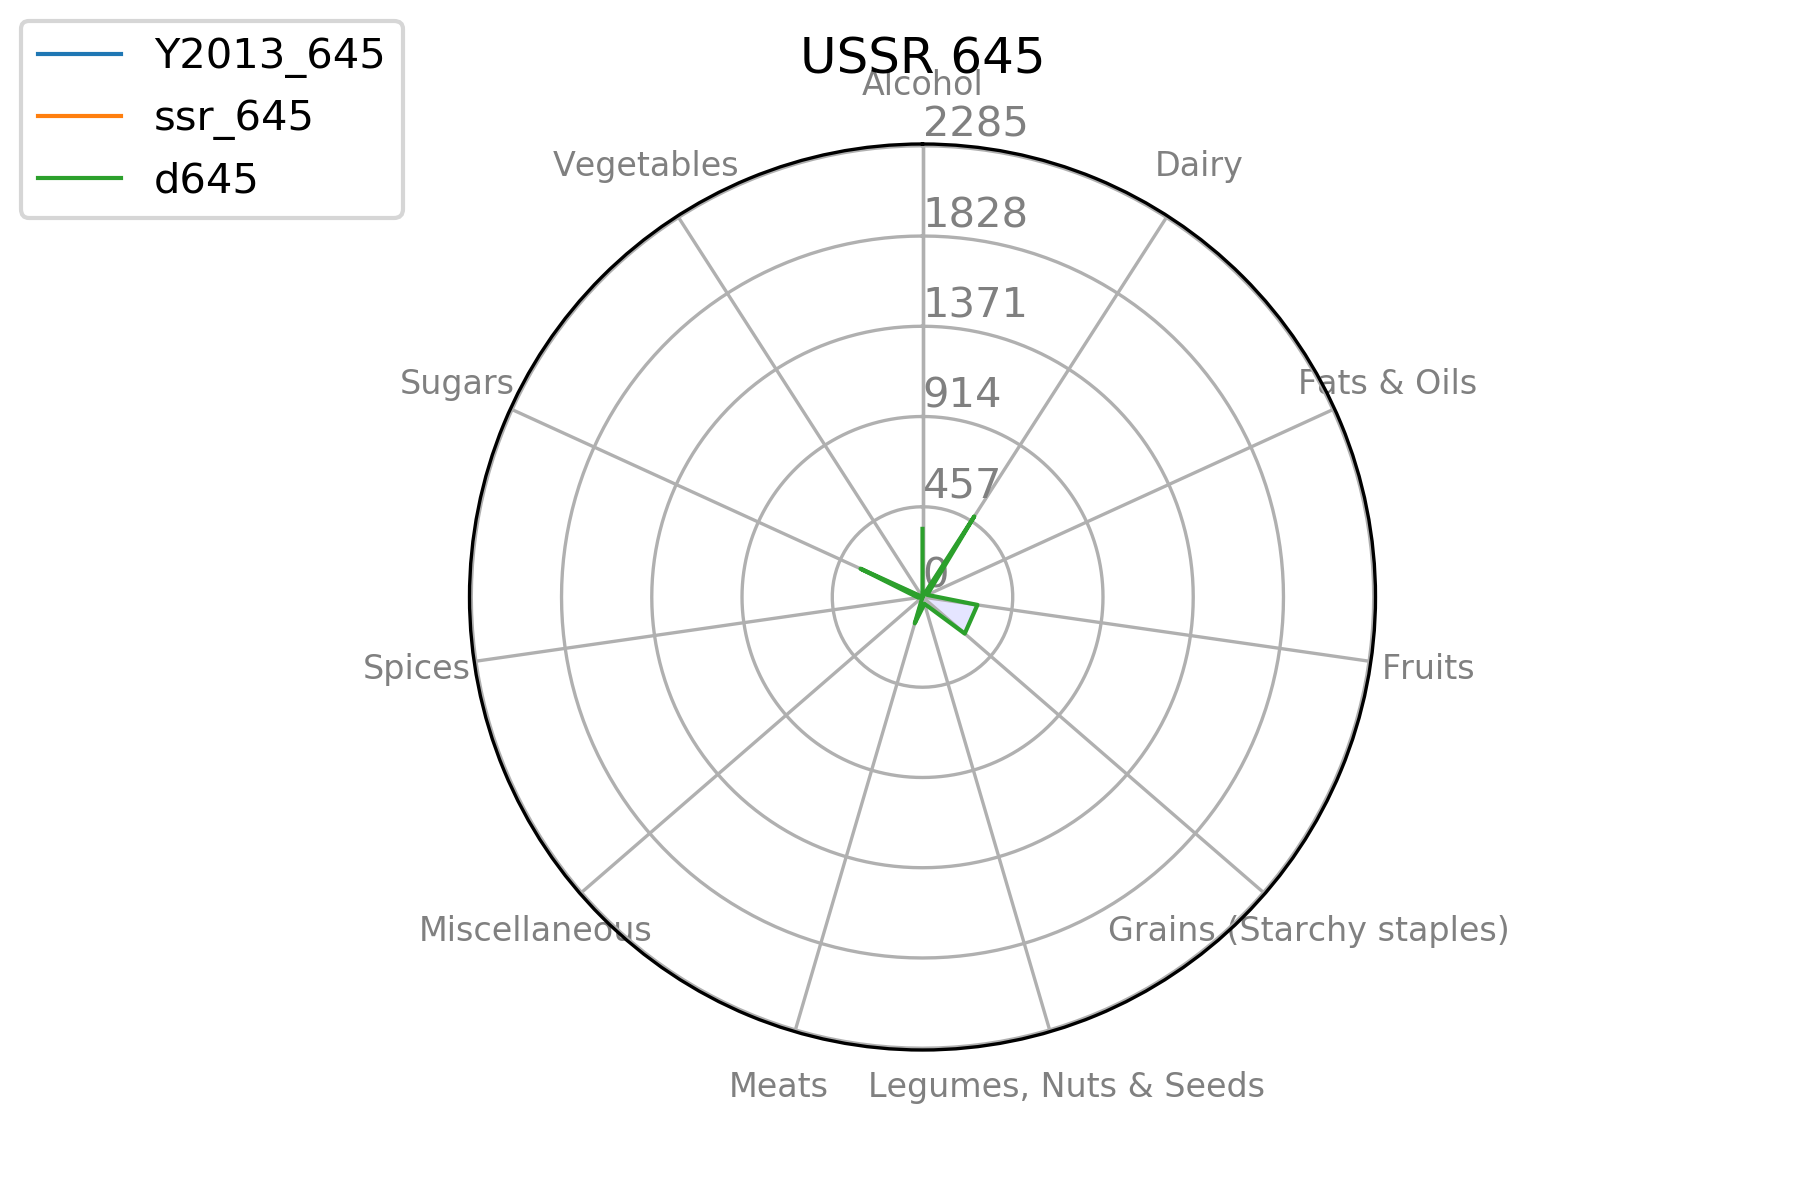 Y2013_645
ssr_645
d645
USSR 645
Alcohol
2285
Vegetables
Dairy
1828
1371
Sugars
914
Fats & Oils
457
0
Spices
Fruits
Miscellaneous
Grains (Starchy staples)
Meats
Legumes, Nuts & Seeds